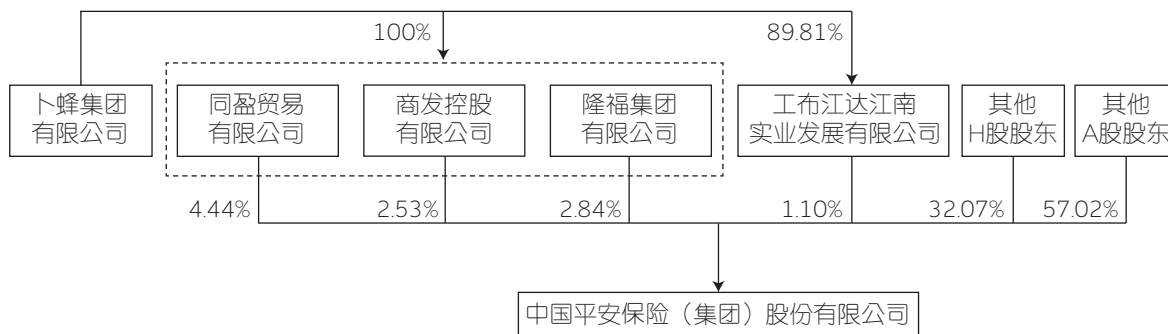 100%
89.81%
卜蜂集团
有限公司
同盈贸易
有限公司
商发控股
有限公司
隆福集团
有限公司
工布江达江南
实业发展有限公司
其他
H股股东
其他
A股股东
4.44%
2.53%
2.84%
1.10%
32.07%
57.02%
中国平安保险（集团）股份有限公司